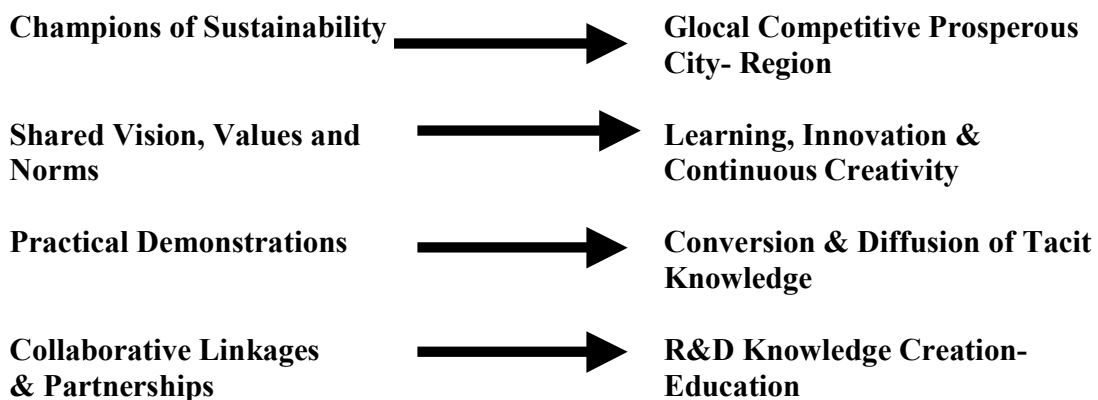 Champions of Sustainability
Glocal Competitive Prosperous
City- Region
Shared Vision, Values and
Norms
Learning, Innovation &
Continuous Creativity
Practical Demonstrations
Conversion & Diffusion of Tacit
Knowledge
Collaborative Linkages
& Partnerships
R&D Knowledge Creation-
Education